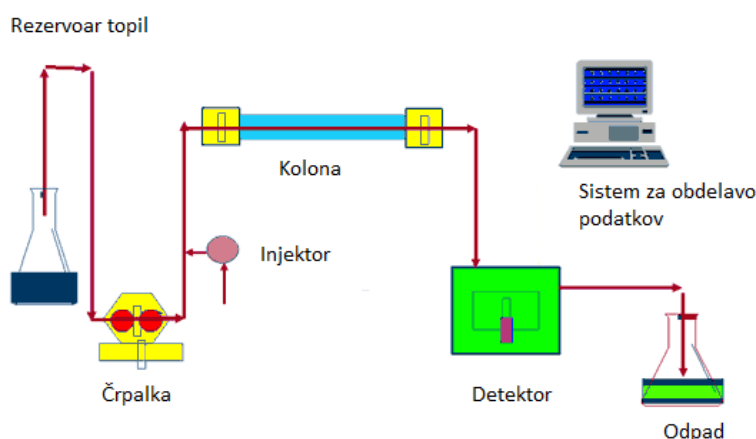 Rezervoar topil
Kolona
Sistem za obdelavo
podatkov
Injektor
Črpalka
Detektor
Odpad